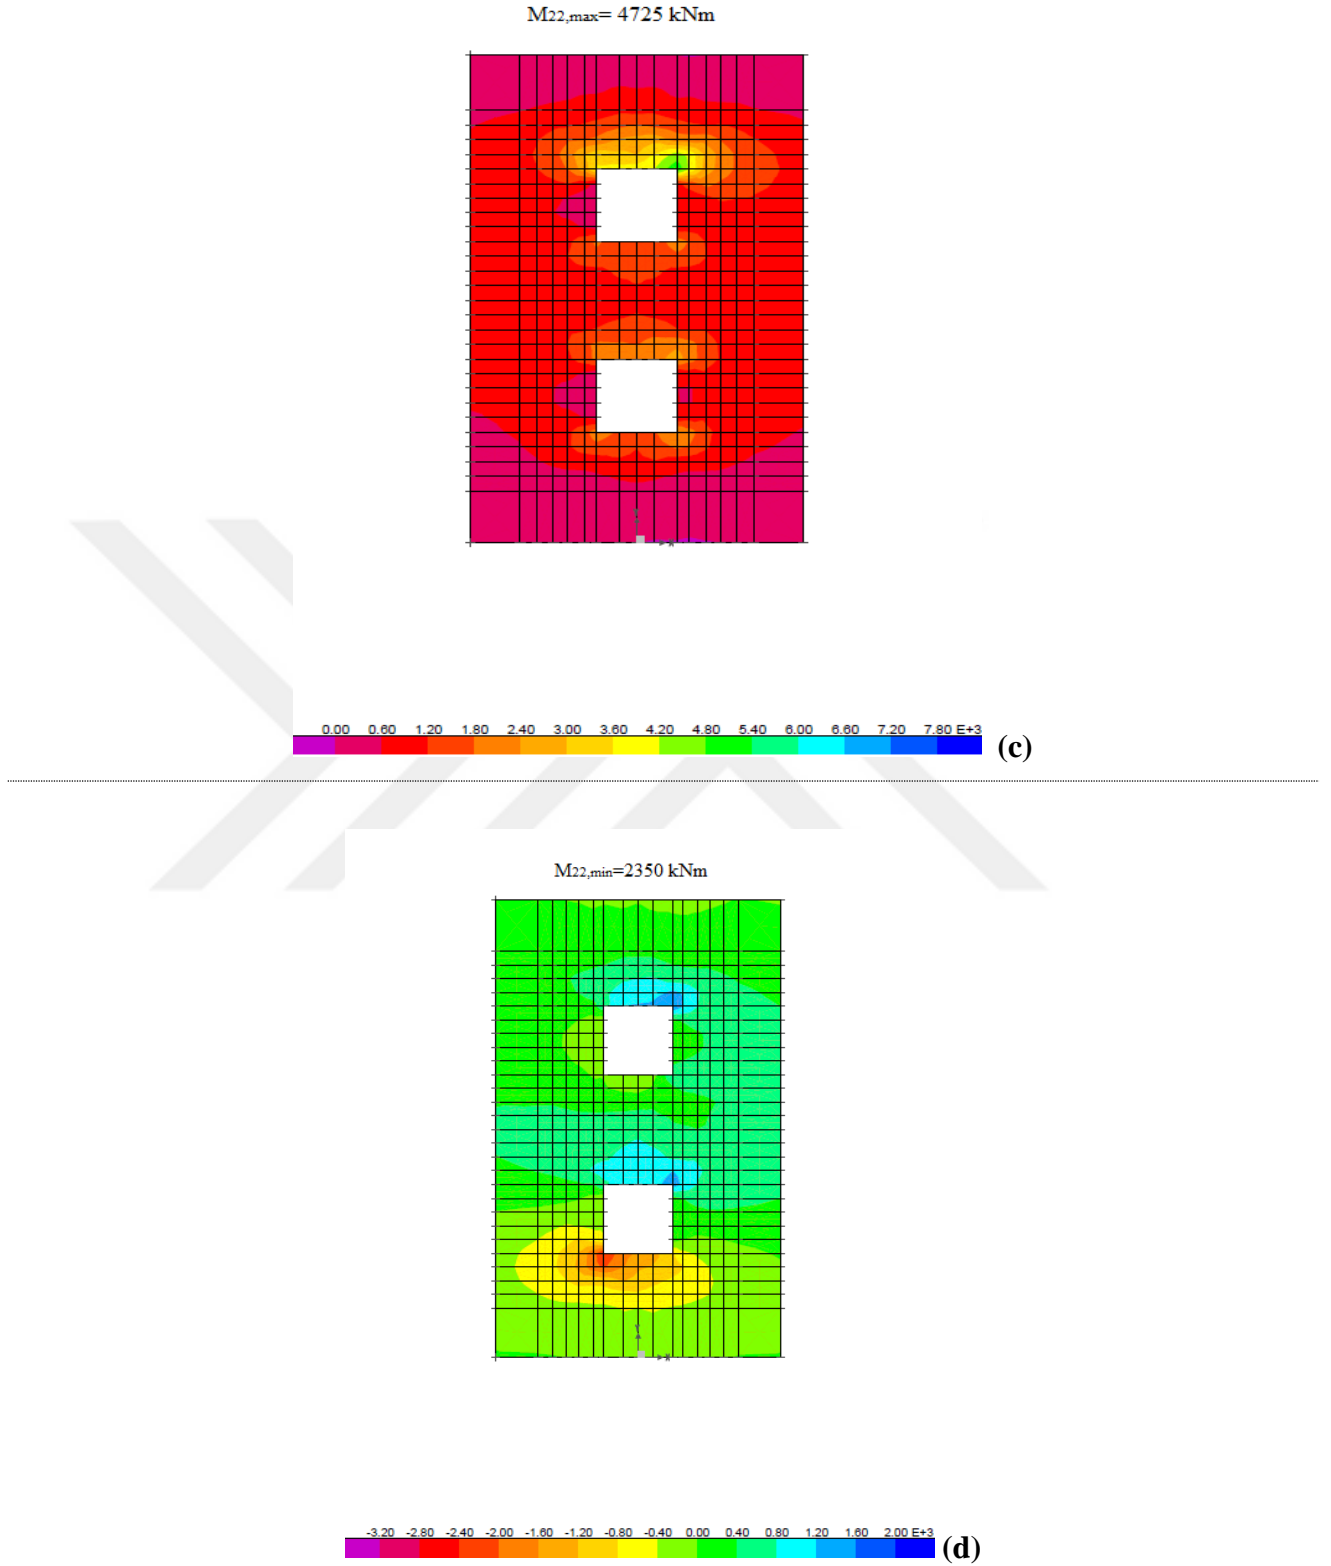 M22,max= 4725 kNm
0.00 0.60 1.20 1.80 2.40 3.00 3.60 4.20 4.80 5.40 6.00 6.60 7.20 7.80 E+3
(c)
M22,min=2350 kNm
-3.20 -2.80 -2.40 -2.00 -1.60 -1.20 -0.80 -0.40 0.00 0.40 0.80 1.20 1.60 2.00 E+3
(d)